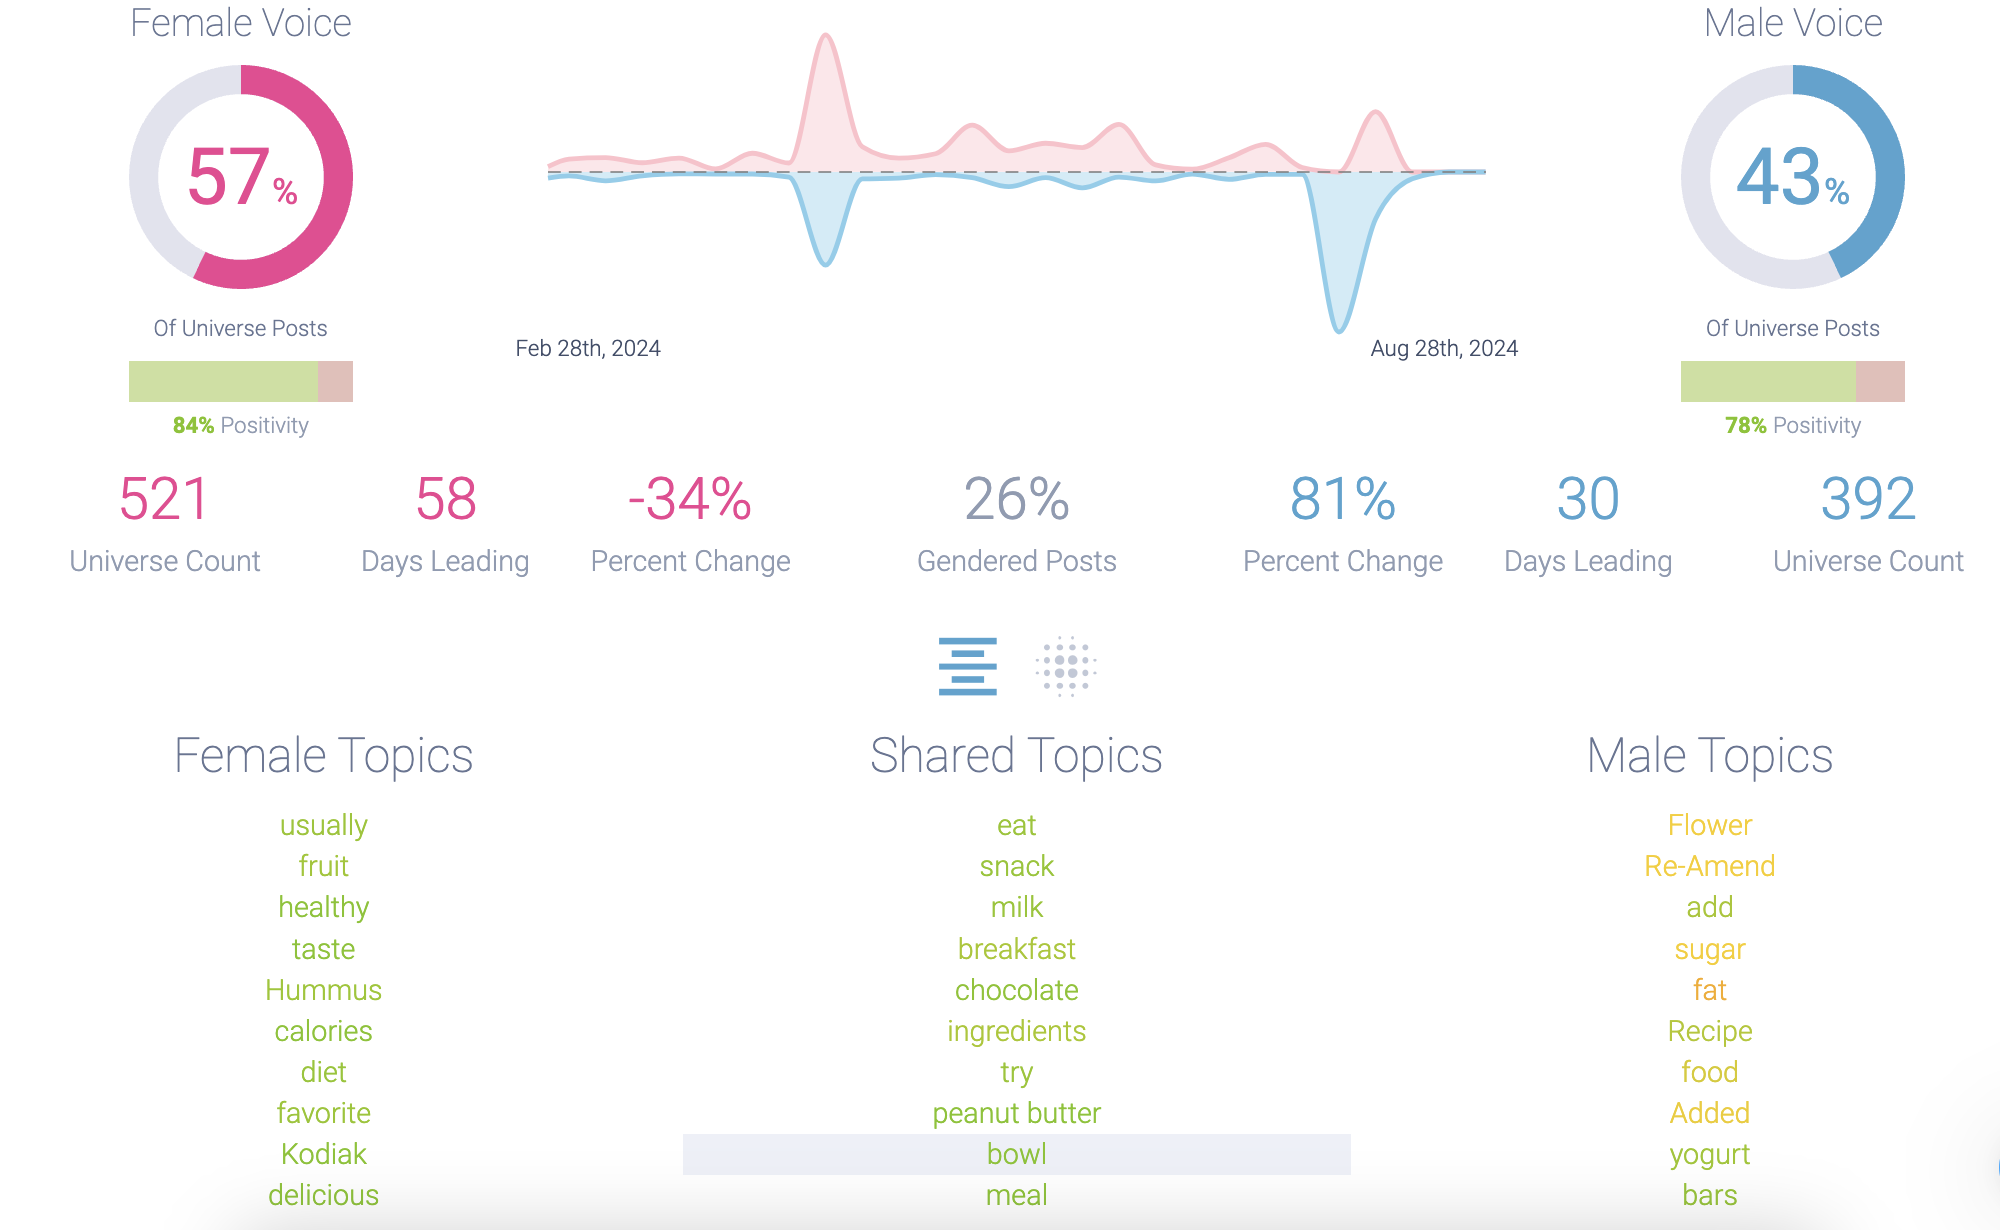 Female Voice
Male Voice
57%
43%
Of Universe Posts
Of Universe Posts
Feb 28th, 2024
Aug 28th, 2024
84% Positivity
78% Positivity
521
58
-34%
26%
81%
30
392
Universe Count
Days Leading
Percent Change
Gendered Posts
Percent Change
Days Leading
Universe Count
Female Topics
usually
fruit
healthy
taste
Hummus
calories
diet
favorite
Kodiak
delicious
Shared Topics
eat
snack
milk
breakfast
chocolate
ingredients
try
peanut butter
bowl
meal
Male Topics
Flower
Re-Amend
add
sugar
fat
Recipe
food
Added
yogurt
bars